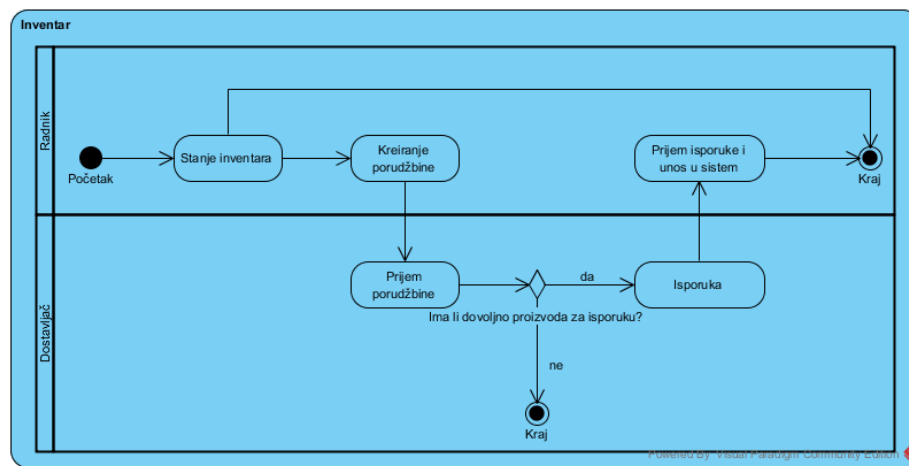 Inventar
Radnik
Početak
Stanje inventara
Kreiranje
porudžbine
Prijem isporuke i
unos u sistem
Kraj
Dostavljač
Prijem
porudžbine
da
Isporuka
Ima li dovoljno proizvoda za isporuku?
ne
Kraj
Powered By Visual Paradigm Community Edition